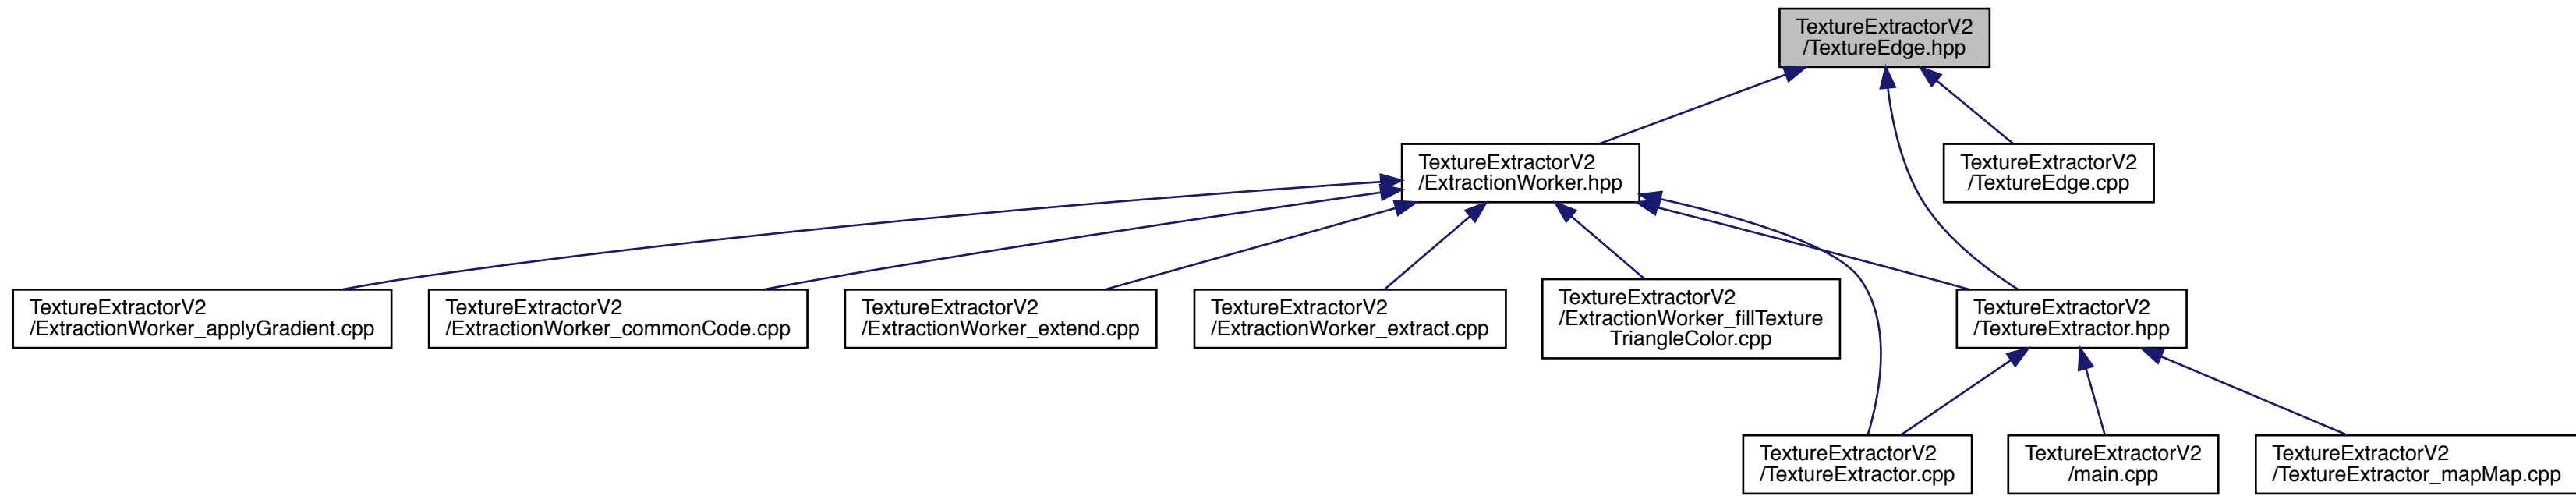 TextureExtractorV2
/TextureEdge.hpp
TextureExtractorV2
/ExtractionWorker.hpp
TextureExtractorV2
/TextureEdge.cpp
TextureExtractorV2
/ExtractionWorker_applyGradient.cpp
TextureExtractorV2
/ExtractionWorker_commonCode.cpp
TextureExtractorV2
/ExtractionWorker_extend.cpp
TextureExtractorV2
/ExtractionWorker_extract.cpp
TextureExtractorV2
/ExtractionWorker_fillTexture
TriangleColor.cpp
TextureExtractorV2
/TextureExtractor.hpp
TextureExtractorV2
/TextureExtractor.cpp
TextureExtractorV2
/main.cpp
TextureExtractorV2
/TextureExtractor_mapMap.cpp